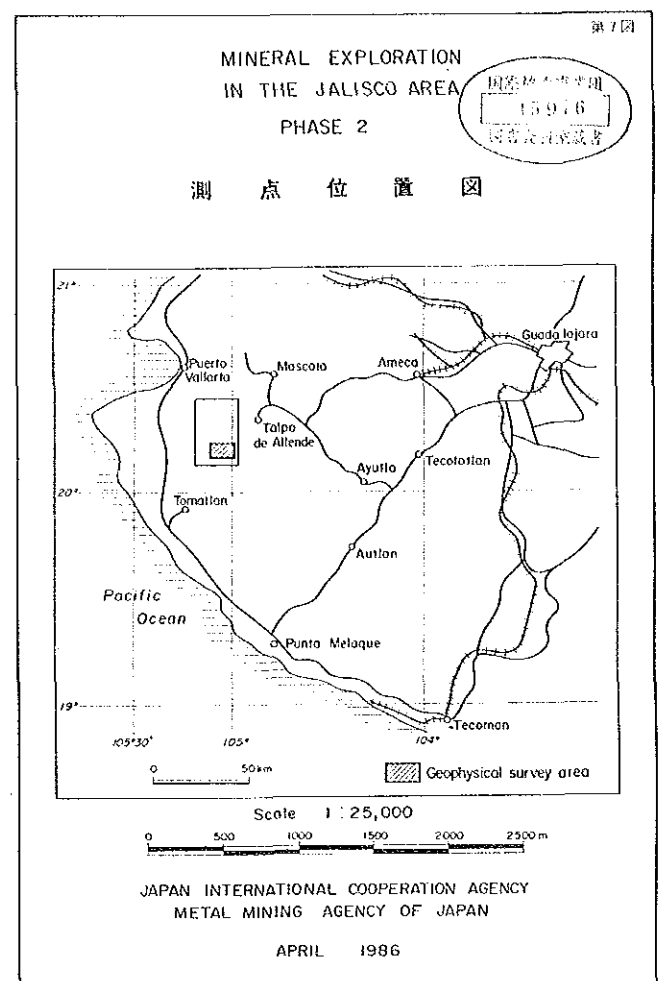 第7図
MINERAL EXPLORATION
IN THE JALISCO AREA
PHASE 2
15976
測点位置図
21°
Guadalajara
Puerto
Vallarta
Mascota
Ameca
Talpa
de Allende
Ayutla
Tecolotlan
20°
Tomatlan
Autlan
Pacific
Ocean
Punta Melaque
19°
Tecoman
105°30'
105°
104°
0 50km
Geophysical survey area
Scale 1:25,000
0 500 1000 1500 2000 2500m
JAPAN INTERNATIONAL COOPERATION AGENCY
METAL MINING AGENCY OF JAPAN
APRIL 1986